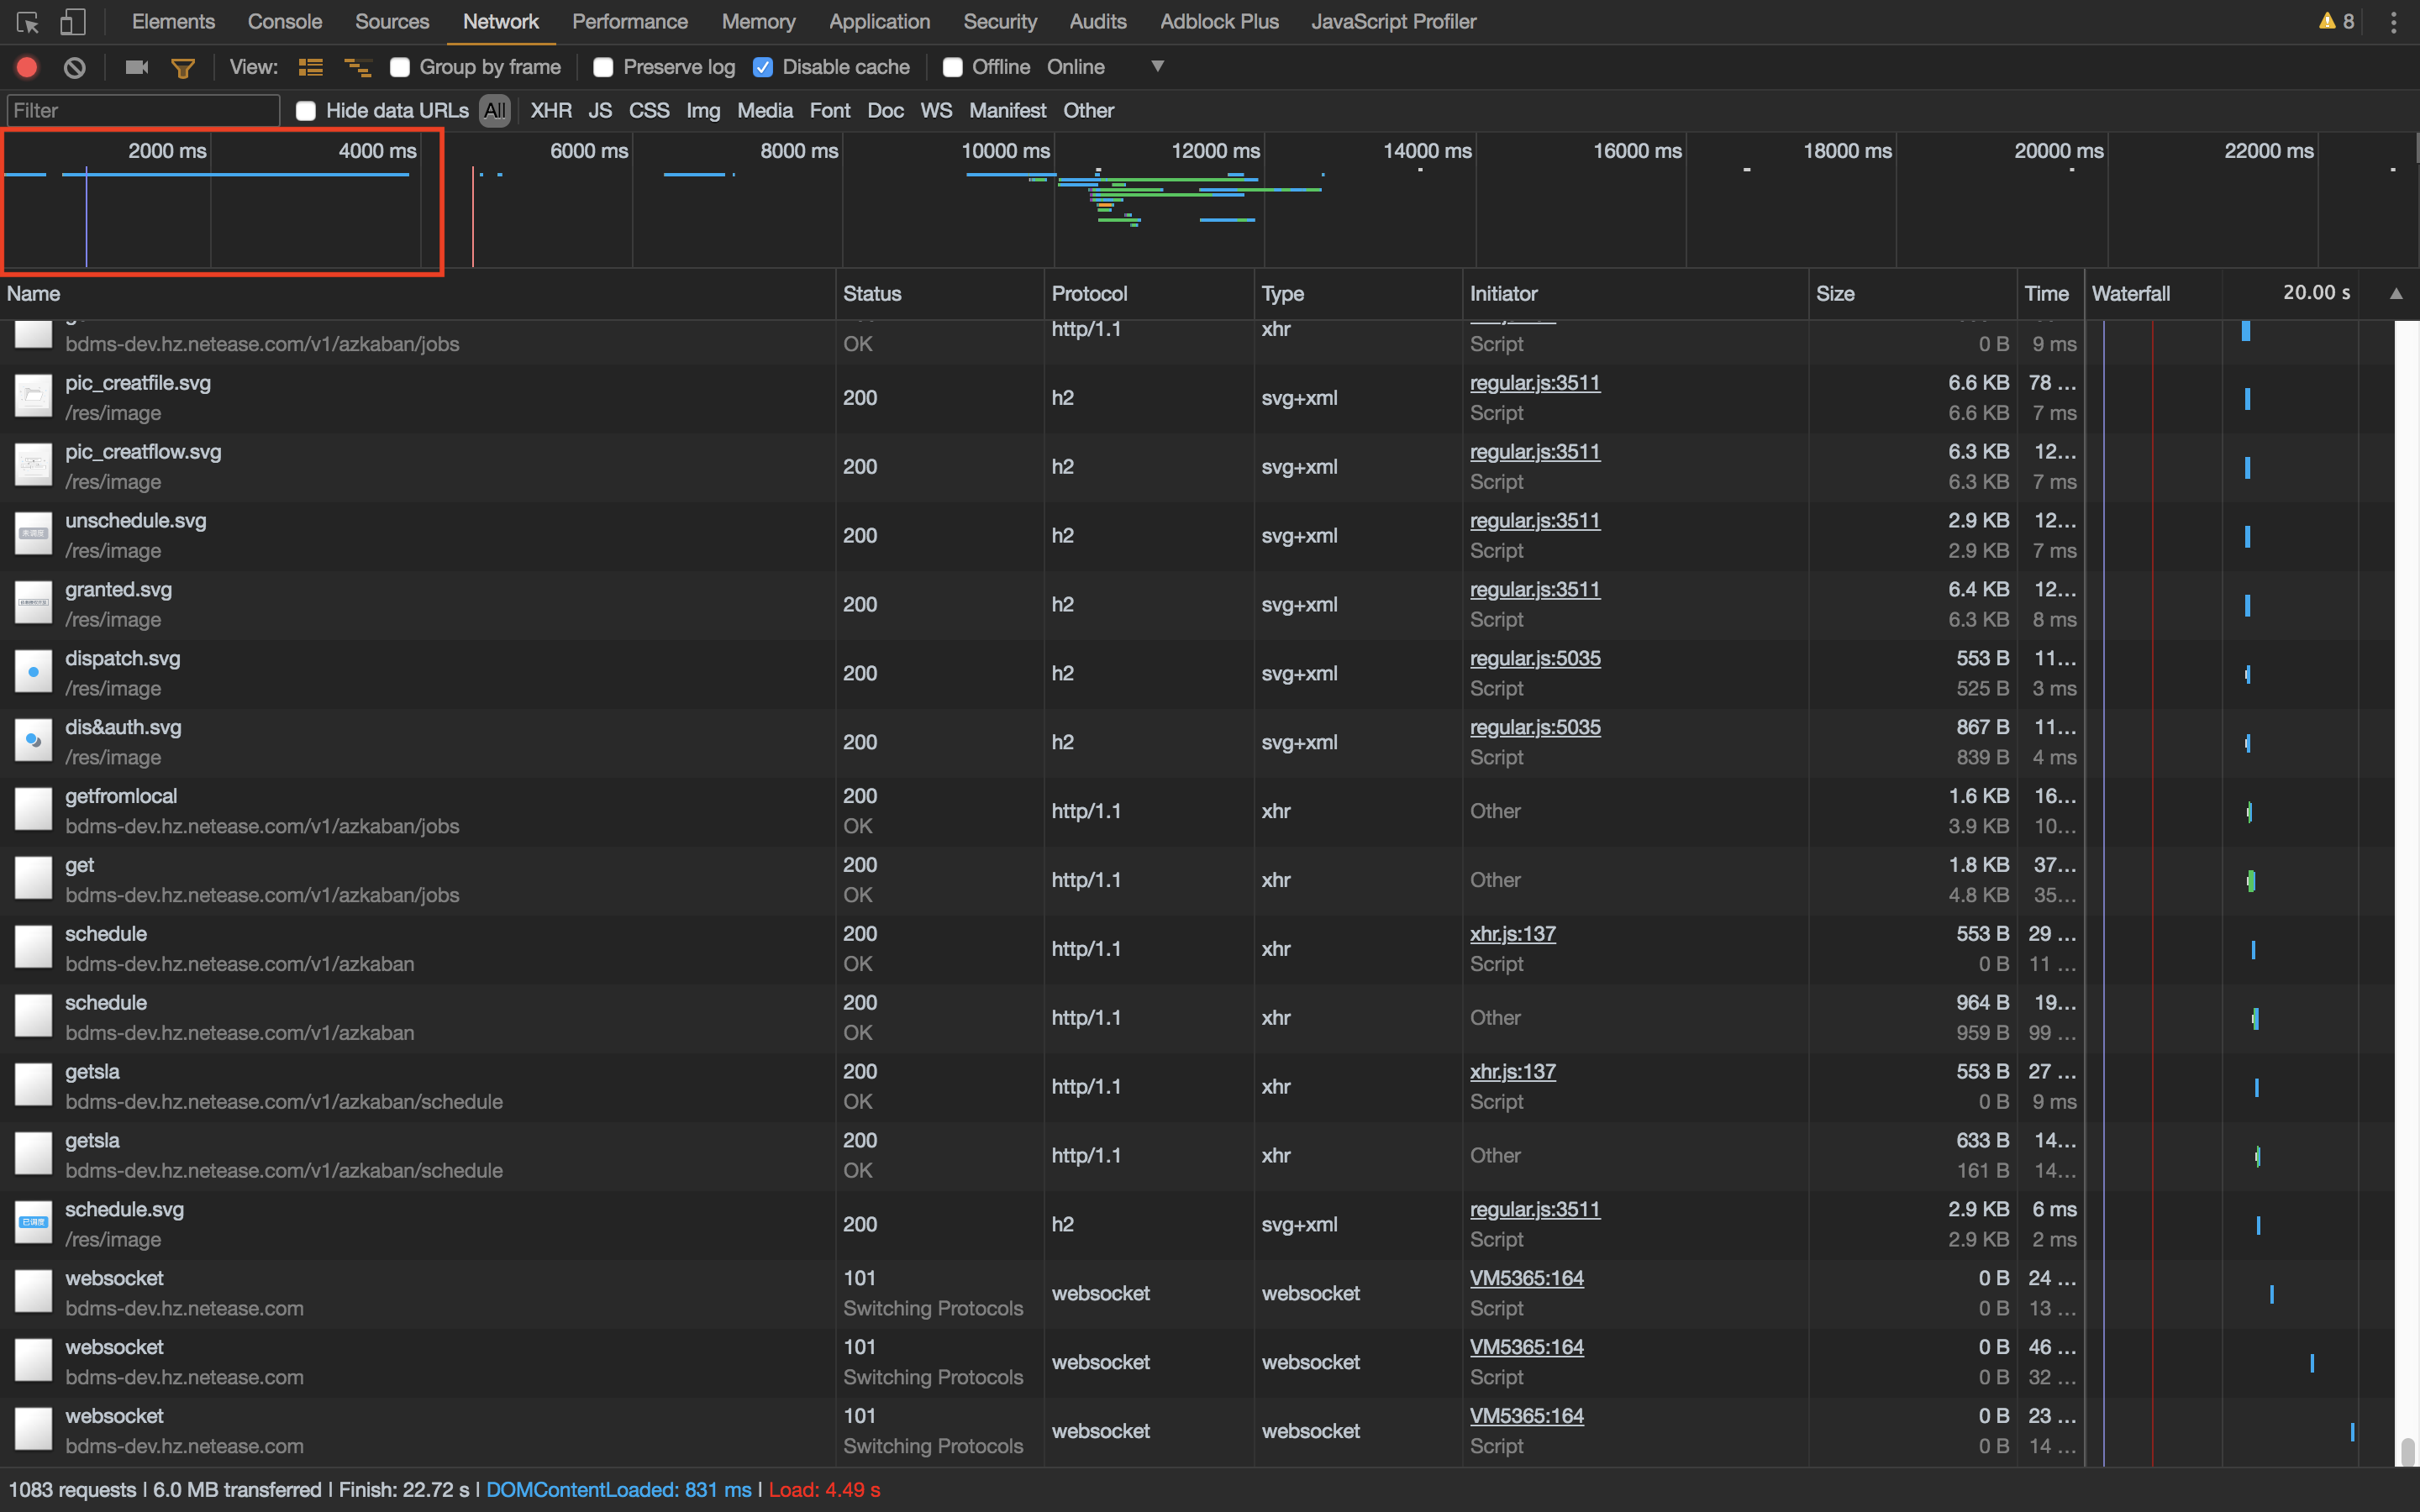 Elements Console Sources Network Performance Memory Application Security Audits Adblock Plus JavaScript Profiler 8
View: Group by frame Preserve log Disable cache Offline Online
Filter Hide data URLs All XHR JS CSS Img Media Font Doc WS Manifest Other
2000 ms 4000 ms 6000 ms 8000 ms 10000 ms 12000 ms 14000 ms 16000 ms 18000 ms 20000 ms 22000 ms
Name Status Protocol Type Initiator Size Time Waterfall 20.00 s
http/1.1 xhr
bdms-dev.hz.netease.com/v1/azkaban/jobs OK Script 0 B 9 ms
pic_creatfile.svg 200 h2 svg+xml regular.js:3511 6.6 KB 78 ...
/res/image Script 6.6 KB 7 ms
pic_creatflow.svg 200 h2 svg+xml regular.js:3511 6.3 KB 12...
/res/image Script 6.3 KB 7 ms
unschedule.svg 200 h2 svg+xml regular.js:3511 2.9 KB 12...
未调度
/res/image Script 2.9 KB 7 ms
granted.svg 200 h2 svg+xml regular.js:3511 6.4 KB 12...
/res/image Script 6.3 KB 8 ms
dispatch.svg 200 h2 svg+xml regular.js:5035 553 B 11...
/res/image Script 525 B 3 ms
dis&auth.svg 200 h2 svg+xml regular.js:5035 867 B 11...
/res/image Script 839 B 4 ms
getfromlocal 200 http/1.1 xhr Other 1.6 KB 16...
bdms-dev.hz.netease.com/v1/azkaban/jobs OK 3.9 KB 10...
get 200 http/1.1 xhr Other 1.8 KB 37...
bdms-dev.hz.netease.com/v1/azkaban/jobs OK 4.8 KB 35...
schedule 200 http/1.1 xhr xhr.js:137 553 B 29 ...
bdms-dev.hz.netease.com/v1/azkaban OK Script 0 B 11 ...
schedule 200 http/1.1 xhr Other 964 B 19...
bdms-dev.hz.netease.com/v1/azkaban OK 959 B 99 ...
getsla 200 http/1.1 xhr xhr.js:137 553 B 27 ...
bdms-dev.hz.netease.com/v1/azkaban/schedule OK Script 0 B 9 ms
getsla 200 http/1.1 xhr Other 633 B 14...
bdms-dev.hz.netease.com/v1/azkaban/schedule OK 161 B 14...
schedule.svg 200 h2 svg+xml regular.js:3511 2.9 KB 6 ms
已调度
/res/image Script 2.9 KB 2 ms
websocket 101 websocket websocket VM5365:164 0 B 24 ...
bdms-dev.hz.netease.com Switching Protocols Script 0 B 13 ...
websocket 101 websocket websocket VM5365:164 0 B 46 ...
bdms-dev.hz.netease.com Switching Protocols Script 0 B 32 ...
websocket 101 websocket websocket VM5365:164 0 B 23 ...
bdms-dev.hz.netease.com Switching Protocols Script 0 B 14 ...
1083 requests | 6.0 MB transferred | Finish: 22.72 s | DOMContentLoaded: 831 ms | Load: 4.49 s